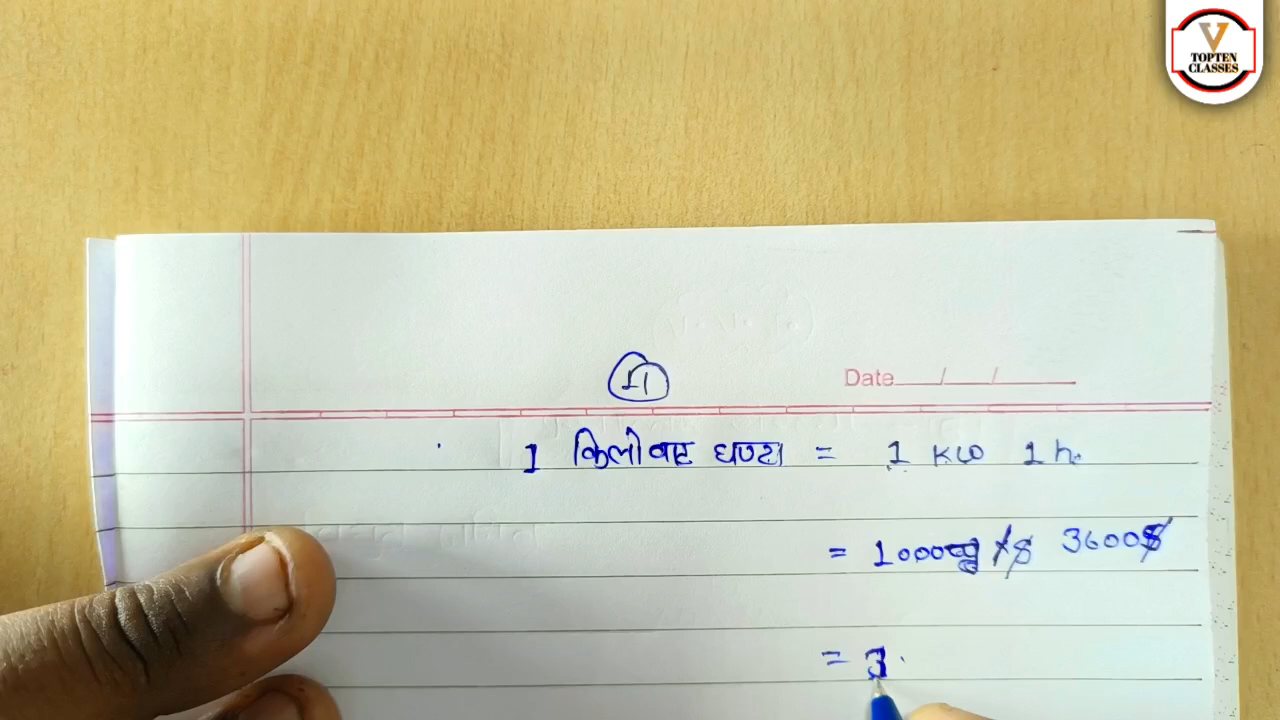 V
TOPTEN
CLASSES
11
Date / /
1 किलोवाट घण्टा = 1 KW 1 h.
= 1000 J/S 3600 S
= 3.